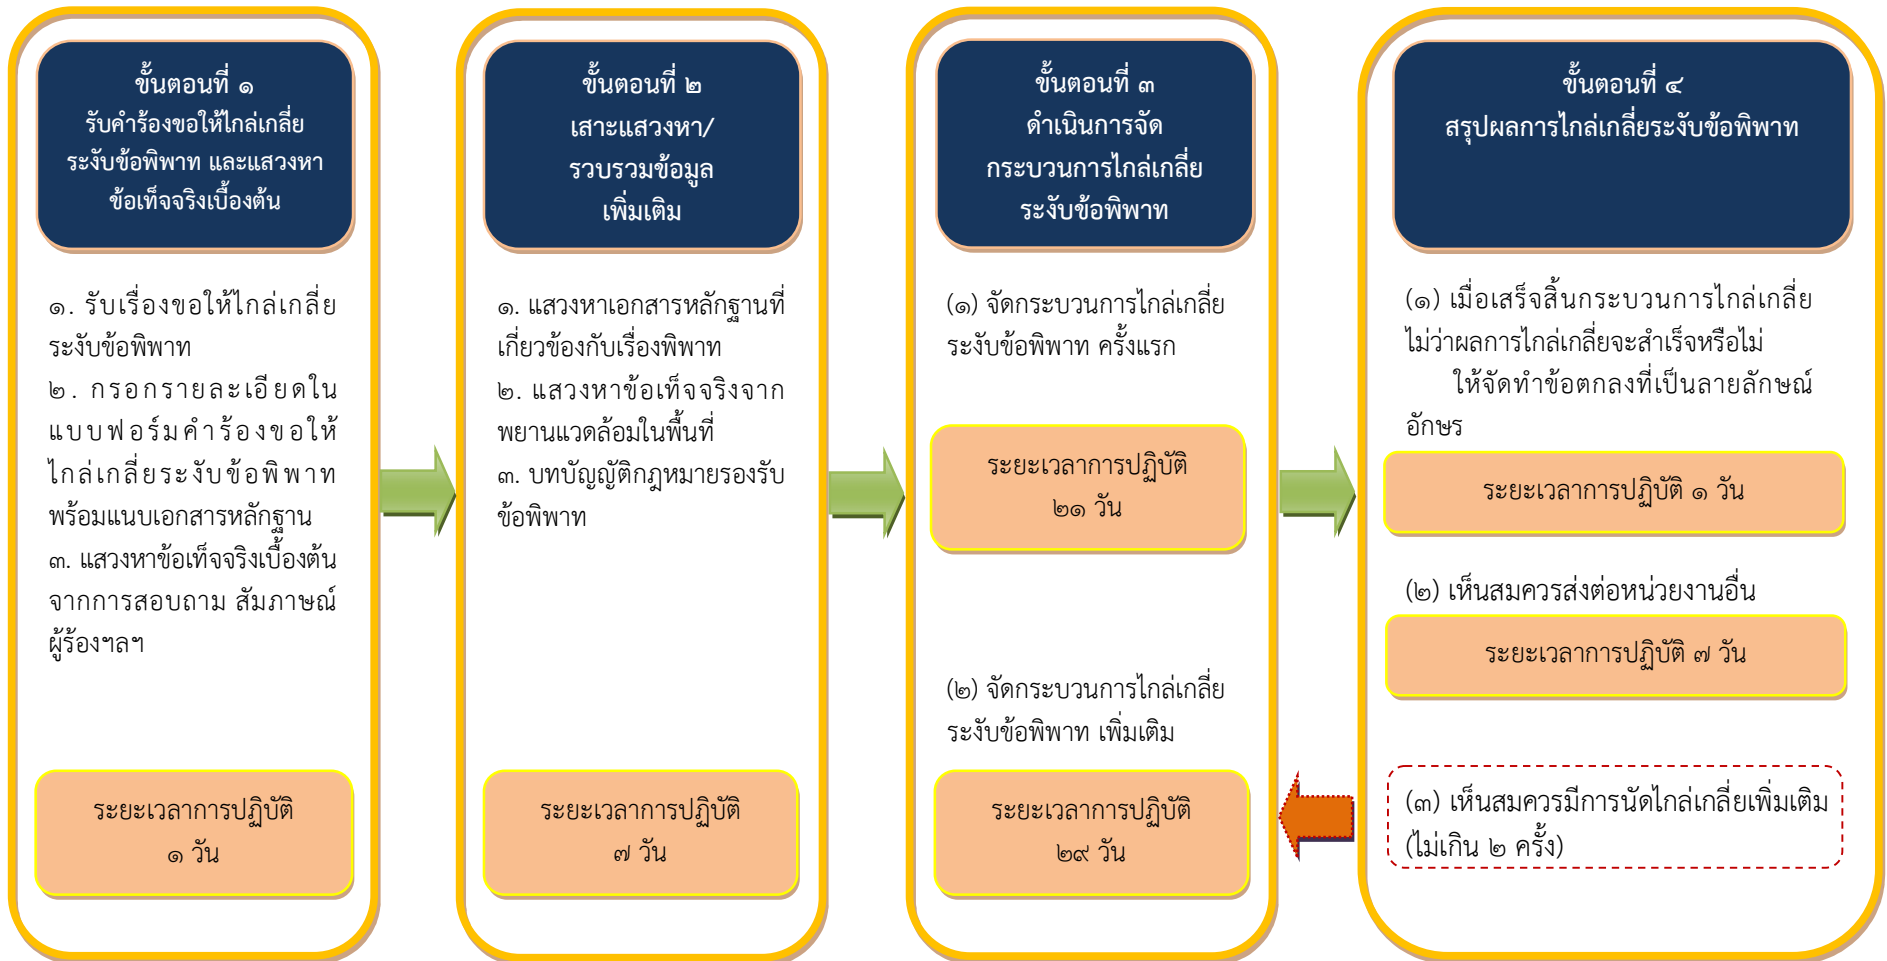 ขั้นตอนที่ ๑
รับคำร้องขอให้ไกล่เกลี่ย
ระงับข้อพิพาท และแสวงหา
ข้อเท็จจริงเบื้องต้น
๑. รับเรื่องขอให้ไกล่เกลี่ย
ระงับข้อพิพาท
๒. กรอกรายละเอียดใน
แบบฟอร์มคำร้องขอให้
ไกล่เกลี่ยระงับข้อพิพาท
พร้อมแนบเอกสารหลักฐาน
๓. แสวงหาข้อเท็จจริงเบื้องต้น
จากการสอบถาม สัมภาษณ์
ผู้ร้องฯลฯ
ระยะเวลาการปฏิบัติ
๑ วัน
ขั้นตอนที่ ๒
เสาะแสวงหา/
รวบรวมข้อมูล
เพิ่มเติม
๑. แสวงหาเอกสารหลักฐานที่
เกี่ยวข้องกับเรื่องพิพาท
๒. แสวงหาข้อเท็จจริงจาก
พยานแวดล้อมในพื้นที่
๓. บทบัญญัติกฎหมายรองรับ
ข้อพิพาท
ระยะเวลาการปฏิบัติ
๗ วัน
ขั้นตอนที่ ๓
ดำเนินการจัด
กระบวนการไกล่เกลี่ย
ระงับข้อพิพาท
(๑) จัดกระบวนการไกล่เกลี่ย
ระงับข้อพิพาท ครั้งแรก
ระยะเวลาการปฏิบัติ
๒๑ วัน
(๒) จัดกระบวนการไกล่เกลี่ย
ระงับข้อพิพาท เพิ่มเติม
ระยะเวลาการปฏิบัติ
๒๙ วัน
ขั้นตอนที่ ๔
สรุปผลการไกล่เกลี่ยระงับข้อพิพาท
(๑) เมื่อเสร็จสิ้นกระบวนการไกล่เกลี่ย
ไม่ว่าผลการไกล่เกลี่ยจะสำเร็จหรือไม่
ให้จัดทำข้อตกลงที่เป็นลายลักษณ์
อักษร
ระยะเวลาการปฏิบัติ ๑ วัน
(๒) เห็นสมควรส่งต่อหน่วยงานอื่น
ระยะเวลาการปฏิบัติ ๗ วัน
(๓) เห็นสมควรมีการนัดไกล่เกลี่ยเพิ่มเติม
(ไม่เกิน ๒ ครั้ง)